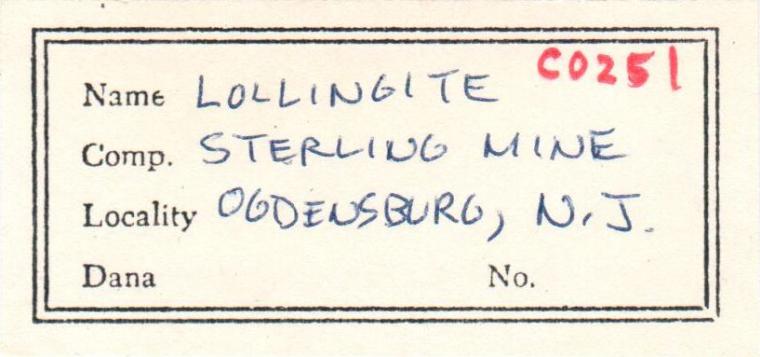 C0251
Name LOLLINGITE
Comp. STERLING MINE
Locality OGDENSBURG, N.J.
Dana No.